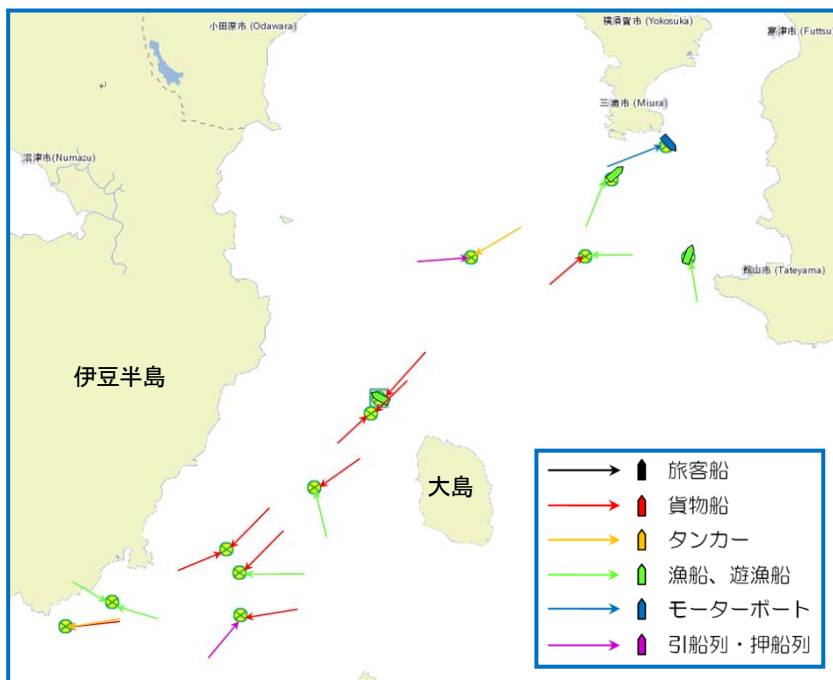 小田原市 (Odawara)
横須賀市 (Yokosuka)
富津市 (Futtsu)
三浦市 (Miura)
沼津市(Numazu)
館山市 (Tateyama)
伊豆半島
大島
旅客船
貨物船
タンカー
漁船、遊漁船
モーターボート
引船列・押船列